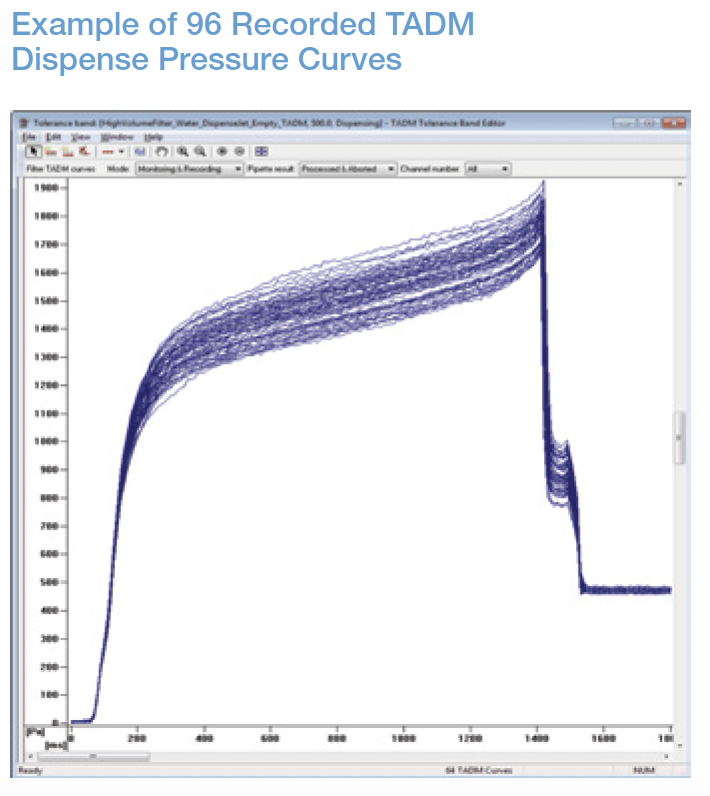 Example of 96 Recorded TADM
Dispense Pressure Curves
Tolerance band: [HighVolumeFilter_Water_DispenseJet_Empty_TADM, 500.0, Dispensing] - TADM Tolerance Band Editor
File Edit View Window Help
Filter TADM curves Mode: Monitoring & Recording Pipette result: Processed & Aborted Channel number: All
1900
1800
1700
1600
1500
1400
1300
1200
1100
1000
900
800
700
600
500
400
300
200
100
0
[Pa]
[ms]
0 200 400 600 800 1000 1200 1400 1600 180
Ready 64 TADM Curves NUM